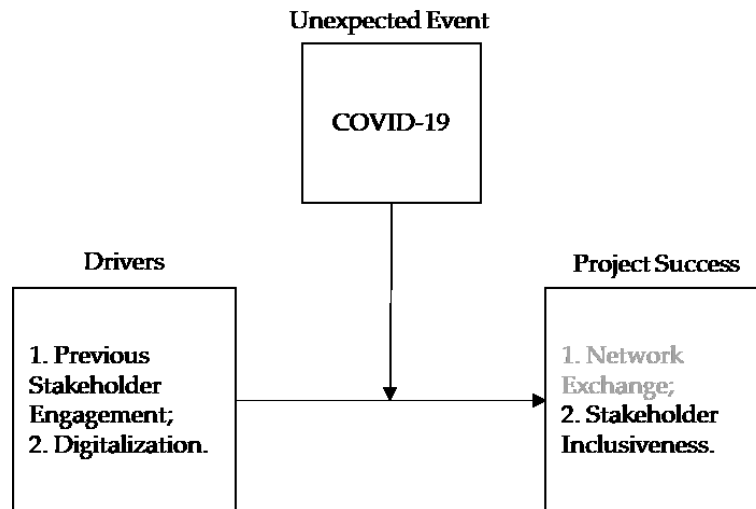 Unexpected Event
COVID-19
Drivers
1. Previous
Stakeholder
Engagement;
2. Digitalization.
Project Success
1. Network
Exchange;
2. Stakeholder
Inclusiveness.